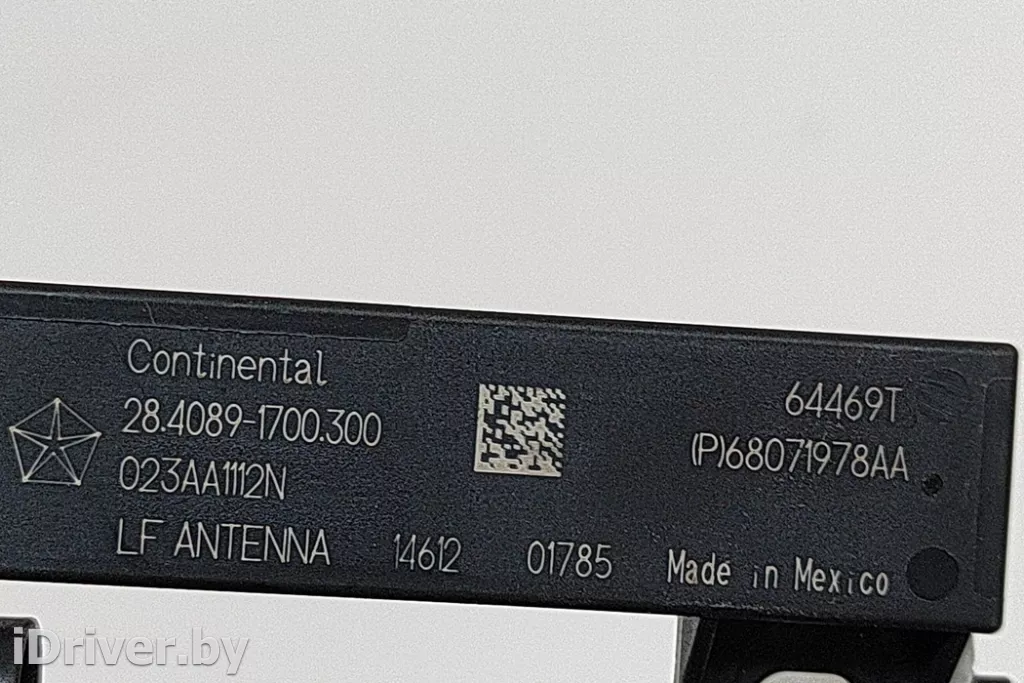 Continental
28.4089-1700.300
023AA1112N
LF ANTENNA 14612 01785 Made in Mexico
64469T
(P)68071978AA
iDriver.by